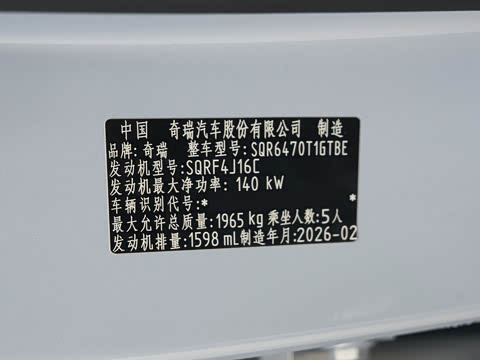 中国 奇瑞汽车股份有限公司 制造
品牌: 奇瑞 整车型号: SQR6470T16TBE
发动机型号: SQRF4J16C
发动机最大净功率: 140 kW
车辆识别代号:* *
最大允许总质量: 1965 kg 乘坐人数: 5人
发动机排量: 1598 mL 制造年月: 2026-02